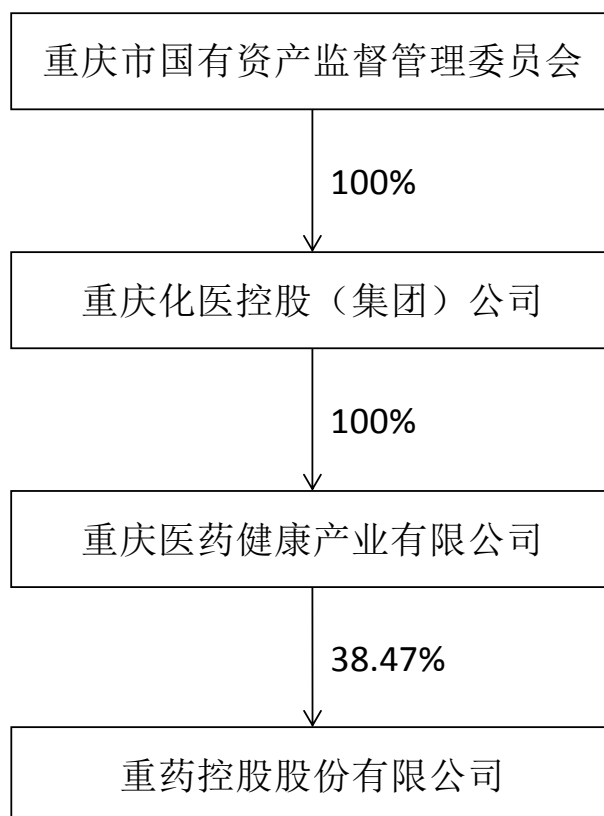 重庆市国有资产监督管理委员会
100%
重庆化医控股（集团）公司
100%
重庆医药健康产业有限公司
38.47%
重药控股股份有限公司